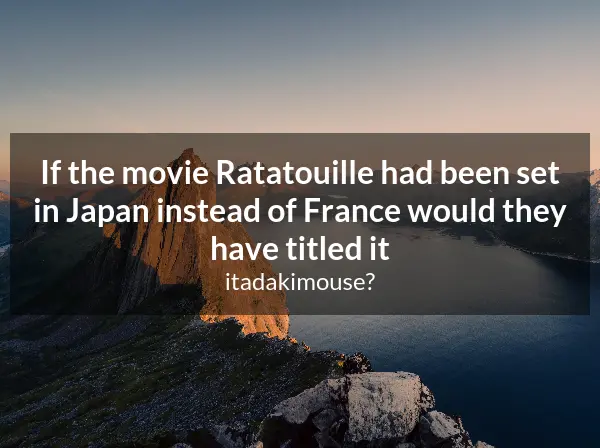 If the movie Ratatouille had been set
in Japan instead of France would they
have titled it
itadakimouse?